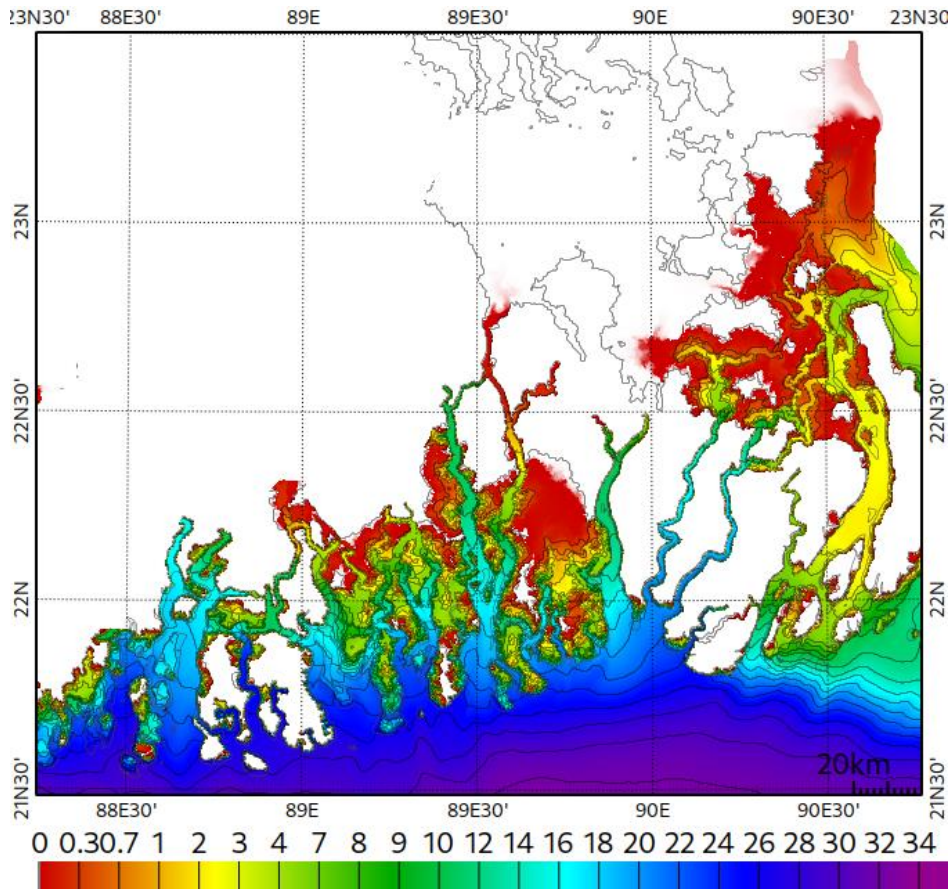 23N30' 88E30' 89E 89E30' 90E 90E30' 23N30'
23N 23N
22N30' 22N30'
22N 22N
21N30' 20km 21N30'
88E30' 89E 89E30' 90E 90E30'
0 0.30 0.7 1 2 3 4 7 8 9 10 12 14 16 18 20 22 24 26 28 30 32 34